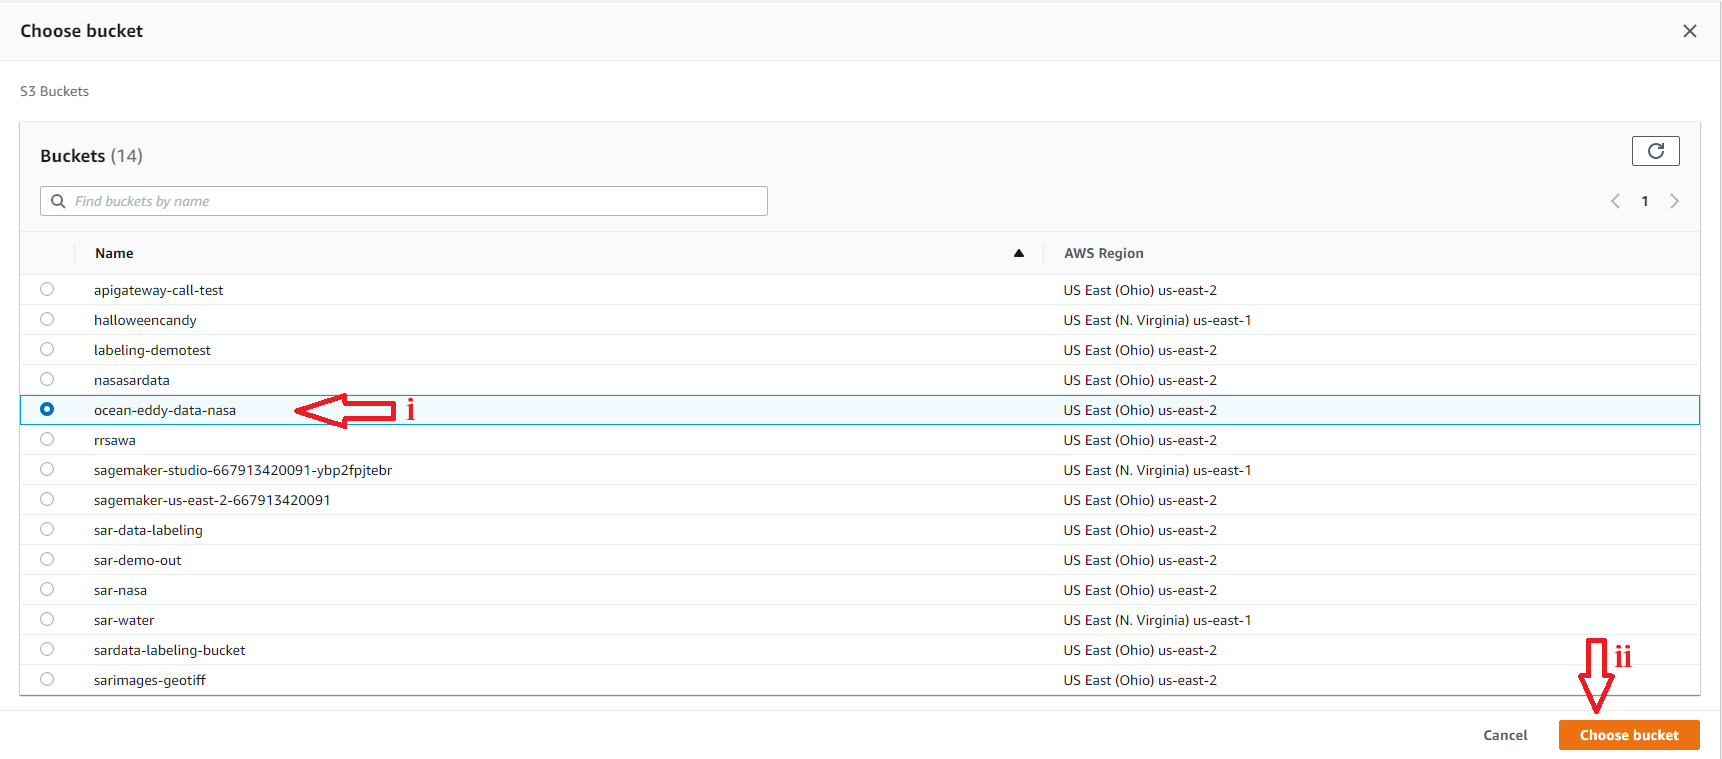 Choose bucket
S3 Buckets
Buckets (14)
Find buckets by name
1
Name AWS Region
apigateway-call-test US East (Ohio) us-east-2
halloweencandy US East (N. Virginia) us-east-1
labeling-demotest US East (Ohio) us-east-2
nasasardata US East (Ohio) us-east-2
ocean-eddy-data-nasa i US East (Ohio) us-east-2
rrsawa US East (Ohio) us-east-2
sagemaker-studio-667913420091-ybp2fpjtebr US East (N. Virginia) us-east-1
sagemaker-us-east-2-667913420091 US East (Ohio) us-east-2
sar-data-labeling US East (Ohio) us-east-2
sar-demo-out US East (Ohio) us-east-2
sar-nasa US East (Ohio) us-east-2
sar-water US East (N. Virginia) us-east-1
sardata-labeling-bucket US East (Ohio) us-east-2
ii
sarimages-geotiff US East (Ohio) us-east-2
Cancel Choose bucket